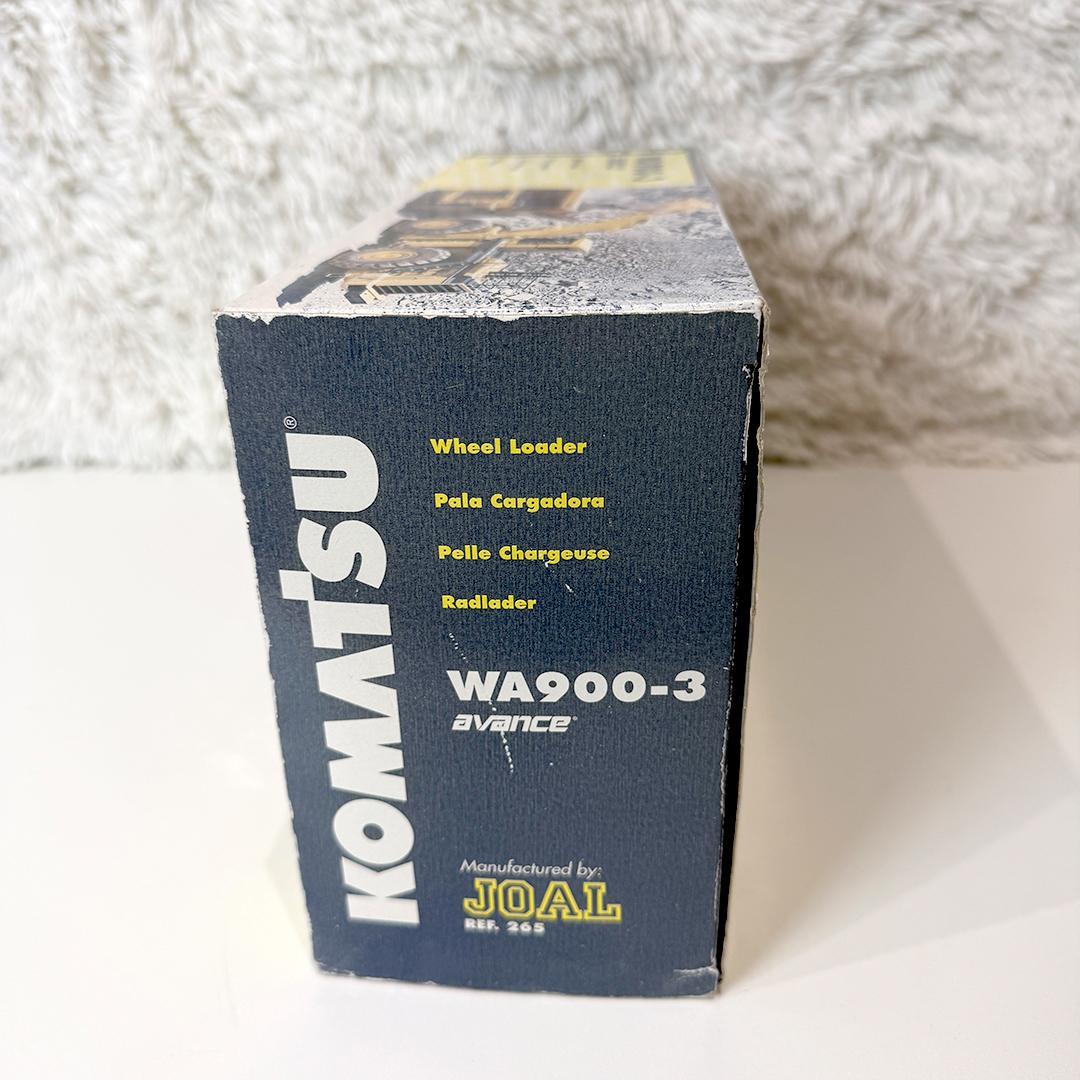 KOMATSU®
Wheel Loader
Pala Cargadora
Pelle Chargeuse
Radlader
WA900-3
avance
Manufactured by:
JOAL
REF. 265